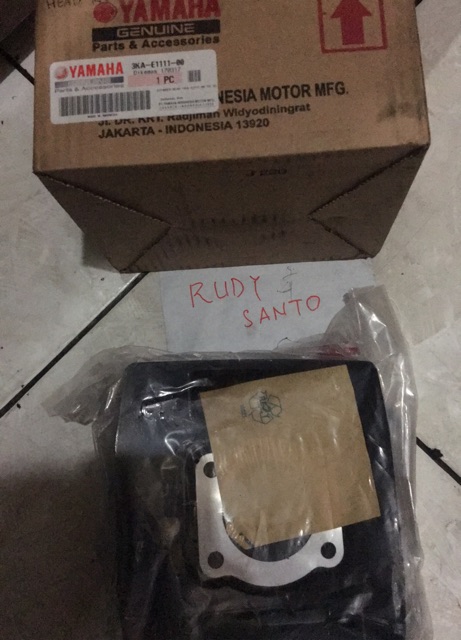 HEAD
YAMAHA
GENUINE
Parts & Accessories
YAMAHA
Parts & Accessories
3KA-E1111-00
1 PC
NESIA MOTOR MFG.
JL. DR. KRT. Radjiman Widyodiningrat
JAKARTA - INDONESIA 13920
RUDY
SANTO